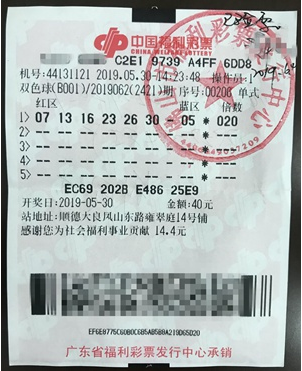 中国福利彩票
CHINA WELFARE LOTTERY
C2E1 9739 A4FF 6DD8
机号:44131121 2019.05.30-14:23:48 操作员:1
双色球(B001)/2019062(2421)期 序号:00208 单式
红区 蓝区 倍数
1> 07 13 16 23 26 30 - 05 * 020
2>
3>
4>
5>
EC69 202B E486 25E9
开奖日:2019-05-30 金额:40元
站地址:顺德大良凤山东路雍翠庭14号铺
感谢您为社会福利事业贡献 14.4元
EF6E8775C60B0C685AB5B8A219D65D20
广东省福利彩票发行中心承销